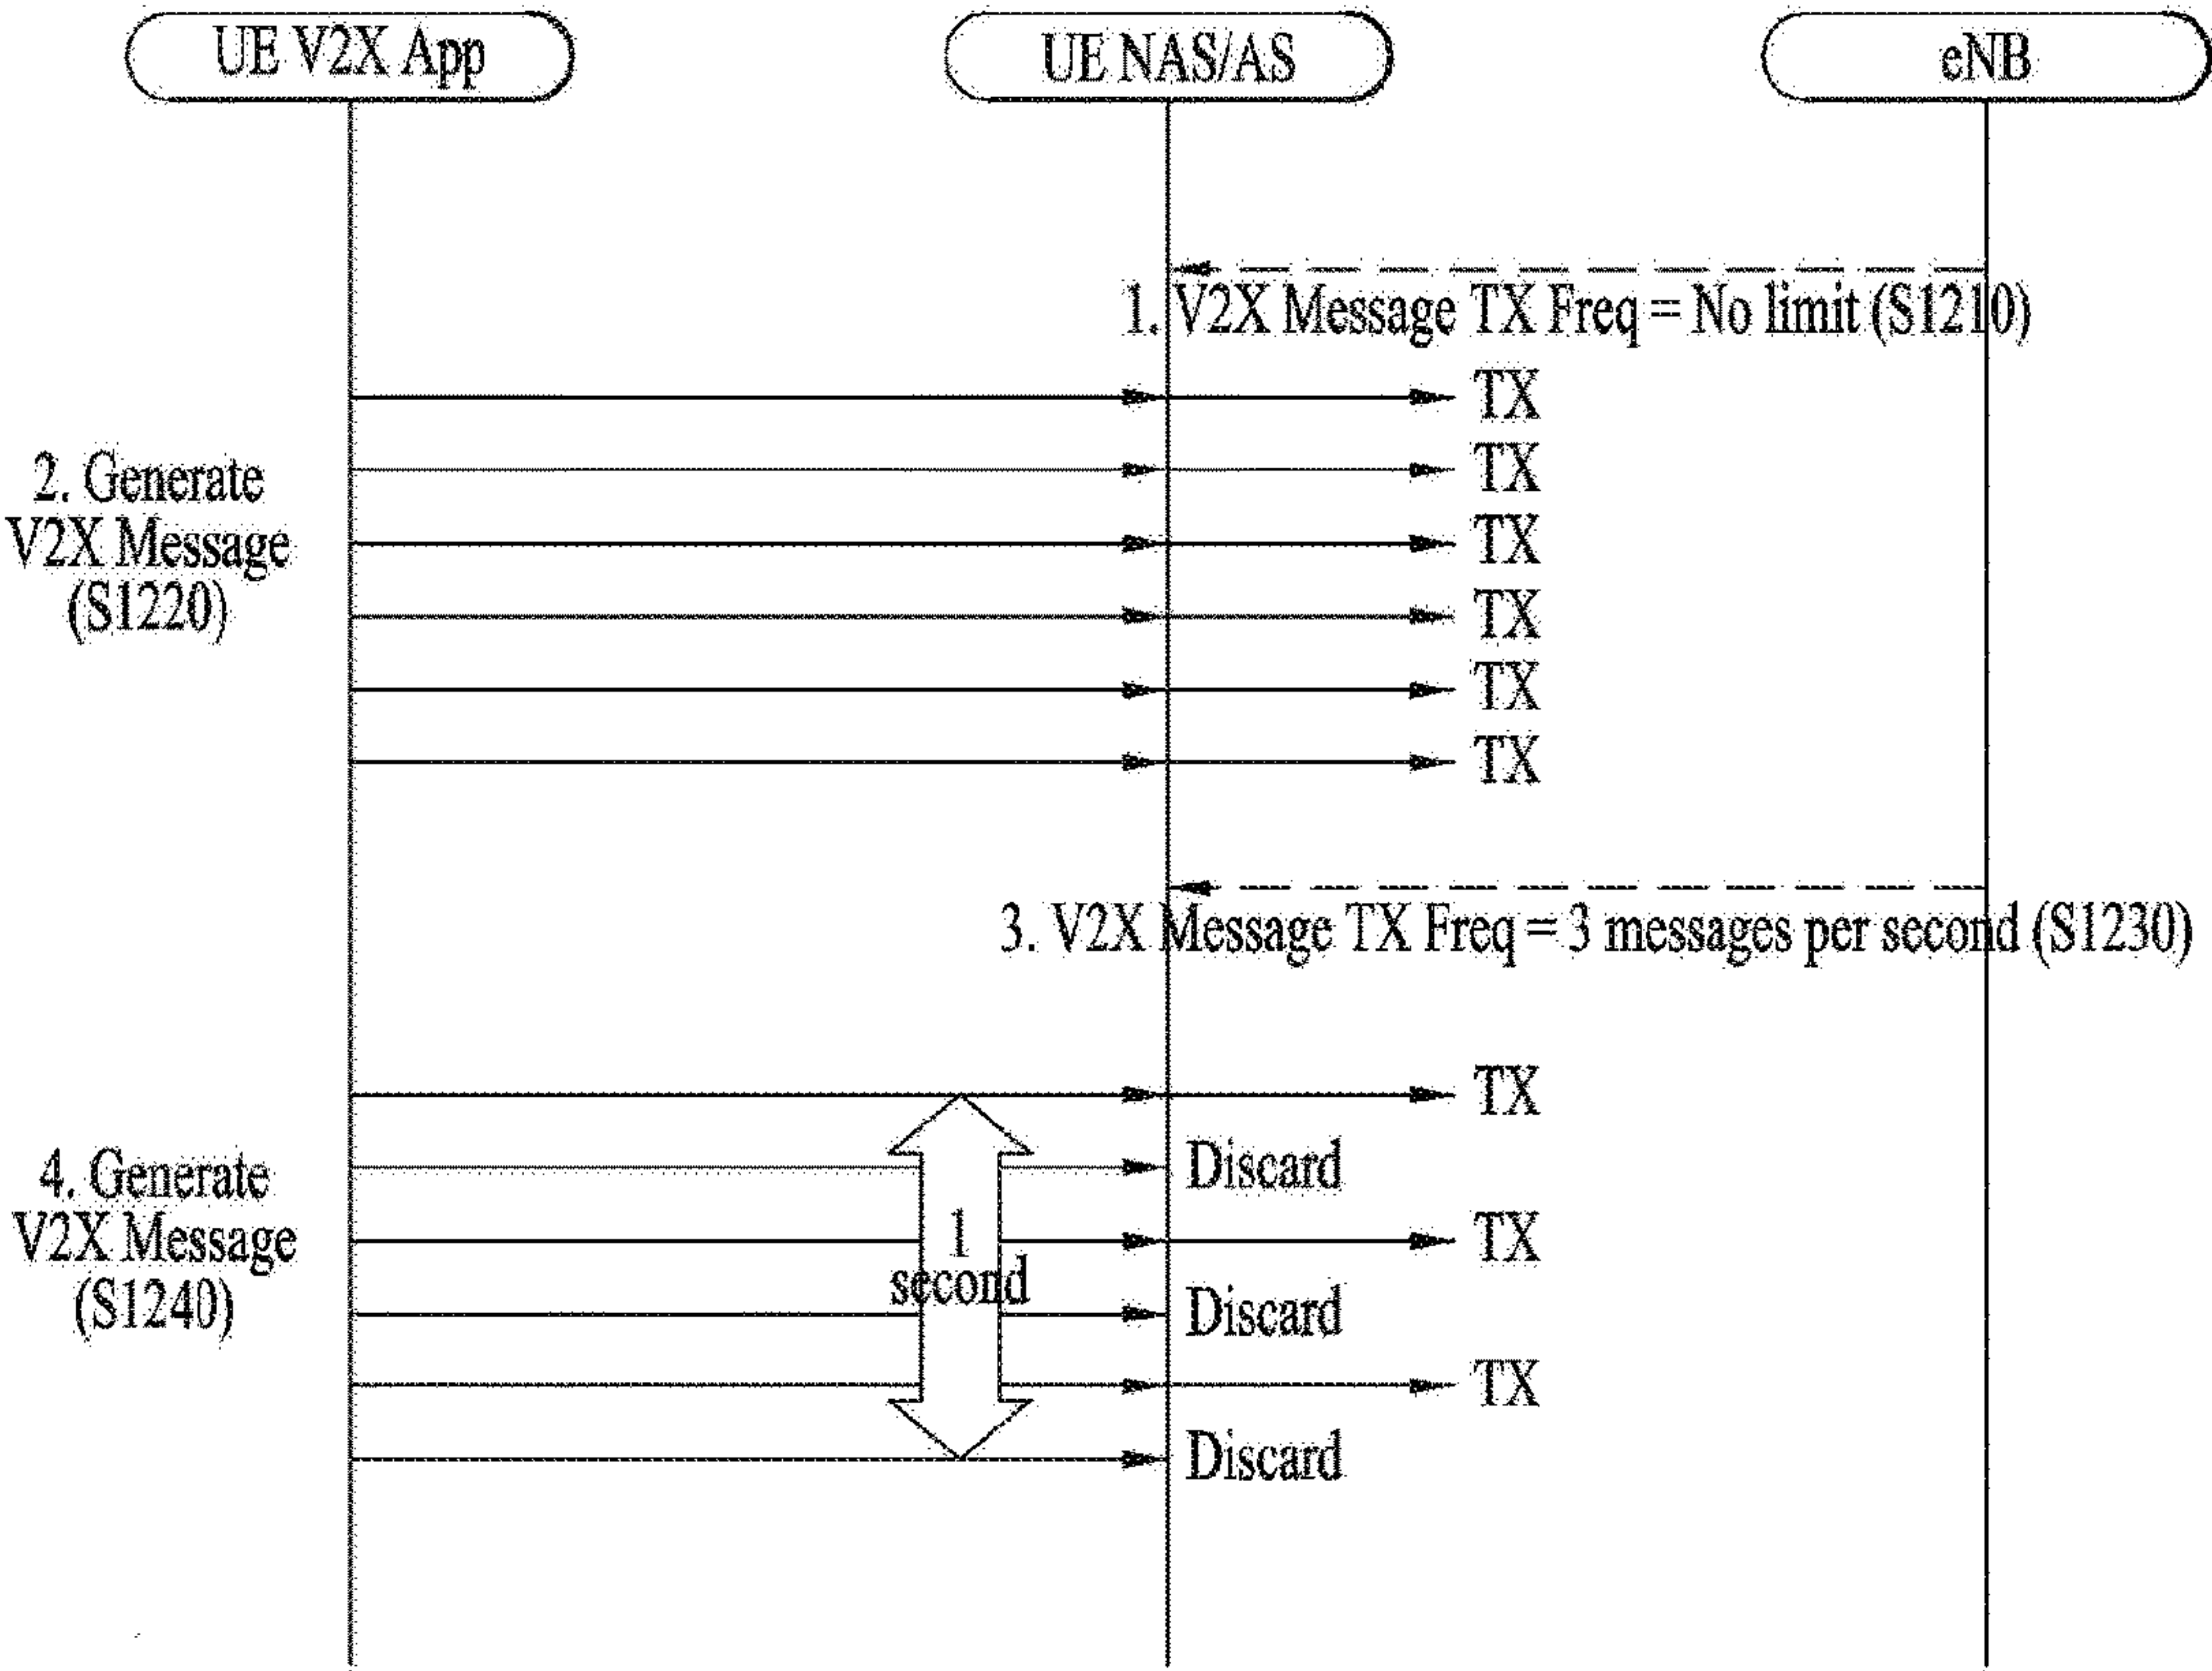 UE V2X App
UE NAS/AS
eNB
1. V2X Message TX Freq = No limit (S1210)
2. Generate
V2X Message
(S1220)
TX
TX
TX
TX
TX
TX
3. V2X Message TX Freq = 3 messages per second (S1230)
4. Generate
V2X Message
(S1240)
1
second
TX
Discard
TX
Discard
TX
Discard